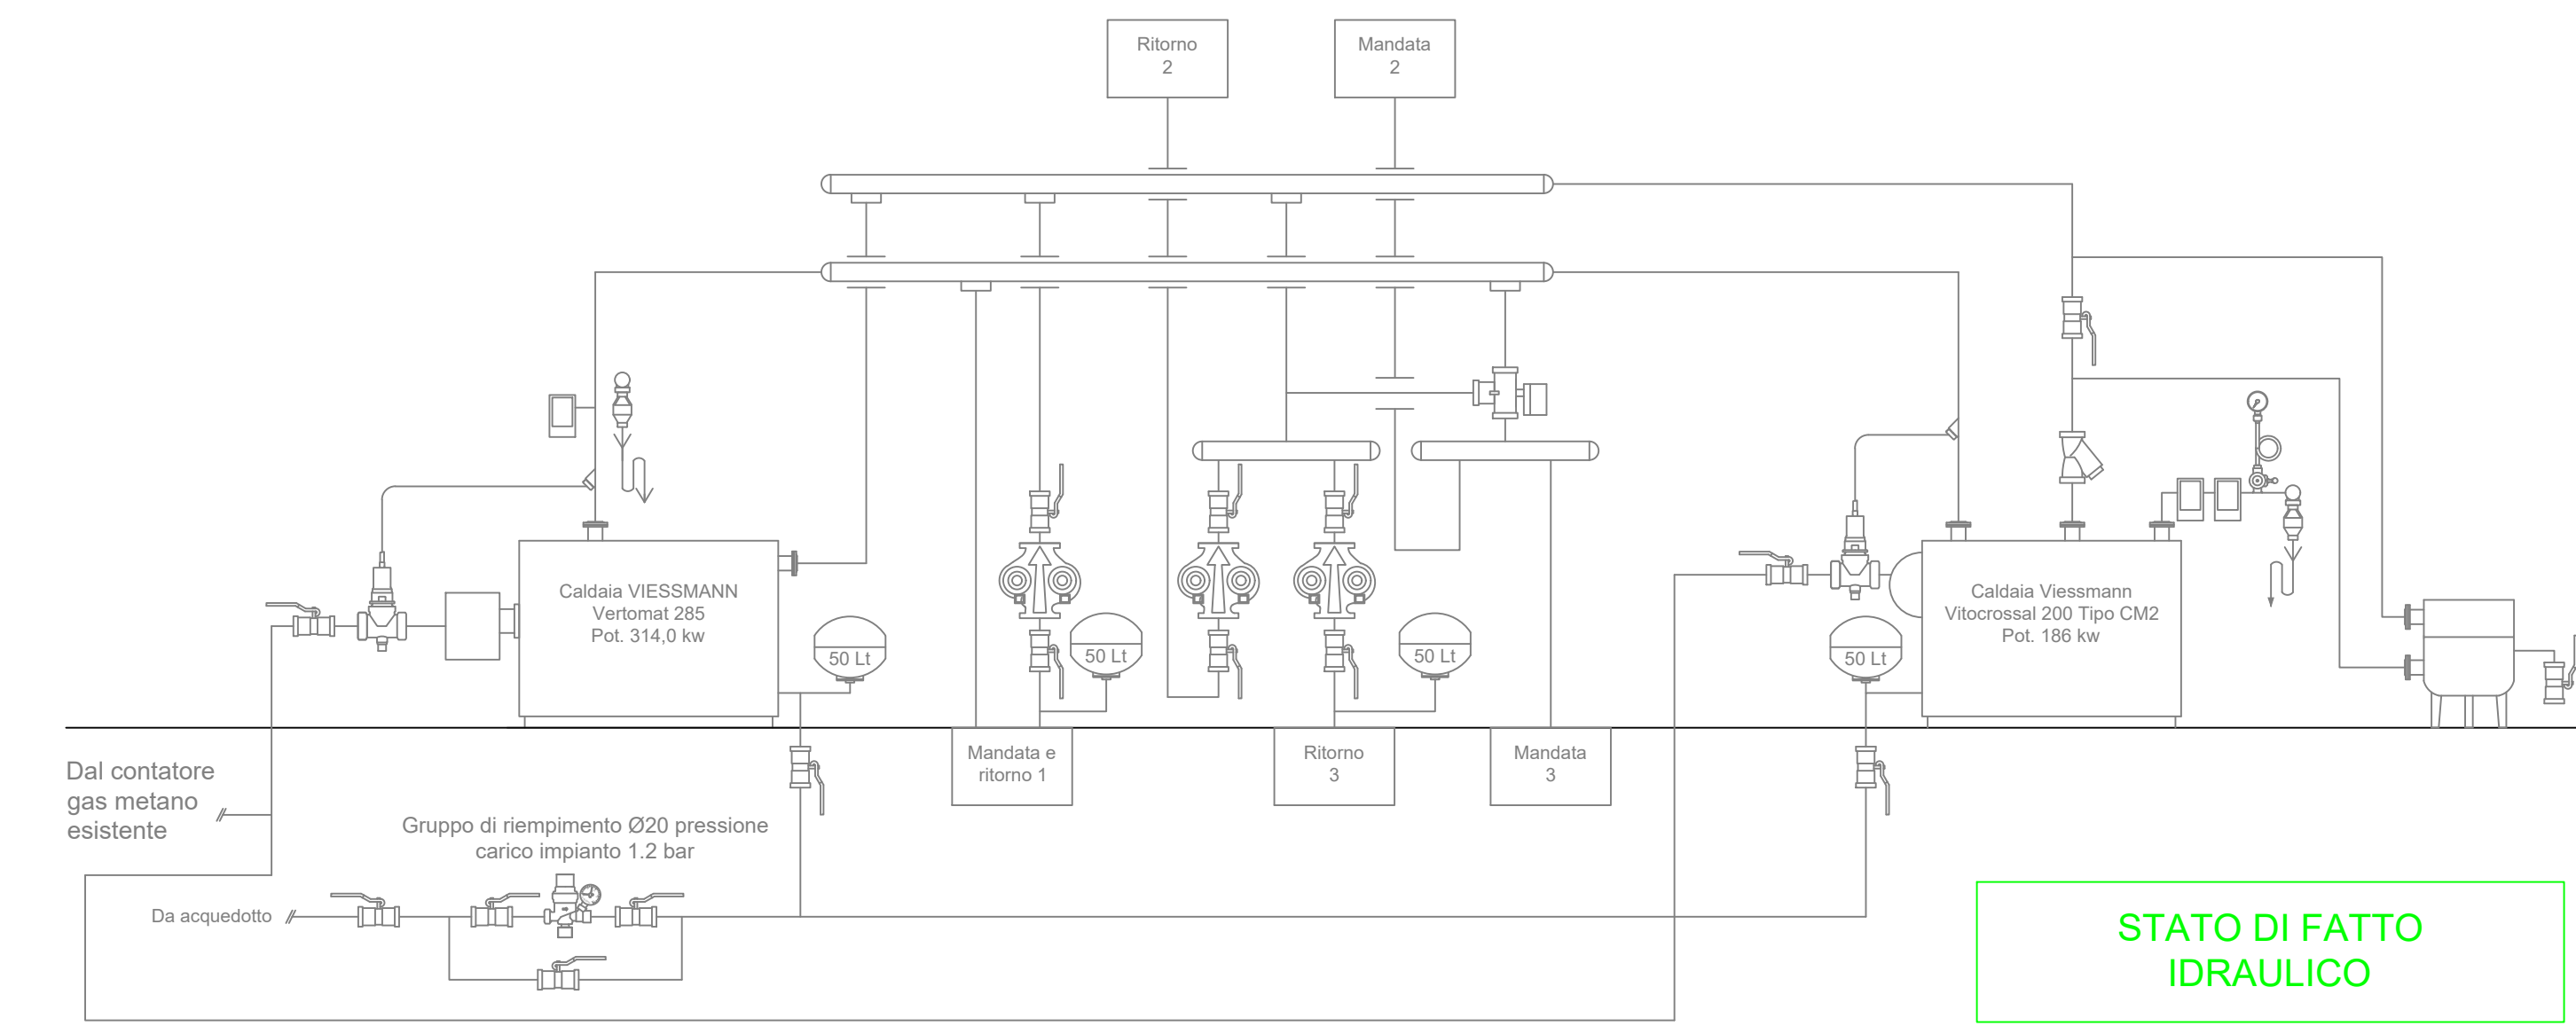 Ritorno
2
Mandata
2
Caldaia VIESSMANN
Vertomat 285
Pot. 314,0 kw
50 Lt
50 Lt
50 Lt
50 Lt
Caldaia Viessmann
Vitocrossal 200 Tipo CM2
Pot. 186 kw
Mandata e
ritorno 1
Ritorno
3
Mandata
3
Dal contatore
gas metano
esistente
Gruppo di riempimento Ø20 pressione
carico impianto 1.2 bar
Da acquedotto
STATO DI FATTO
IDRAULICO